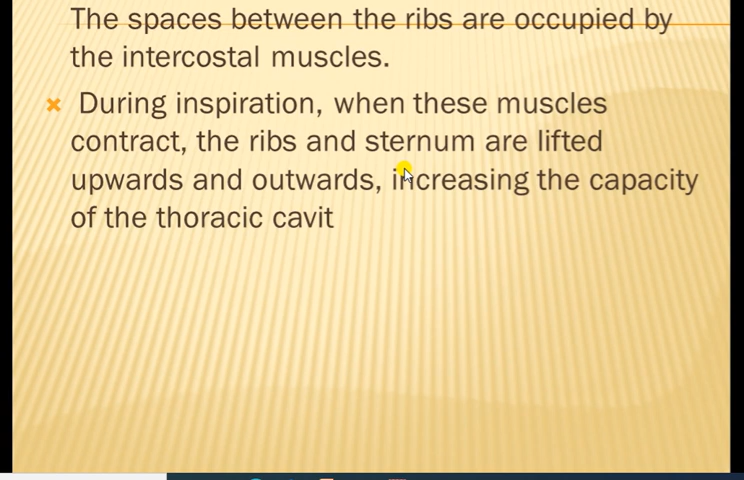 The spaces between the ribs are occupied by
the intercostal muscles.
During inspiration, when these muscles
contract, the ribs and sternum are lifted
upwards and outwards, increasing the capacity
of the thoracic cavit